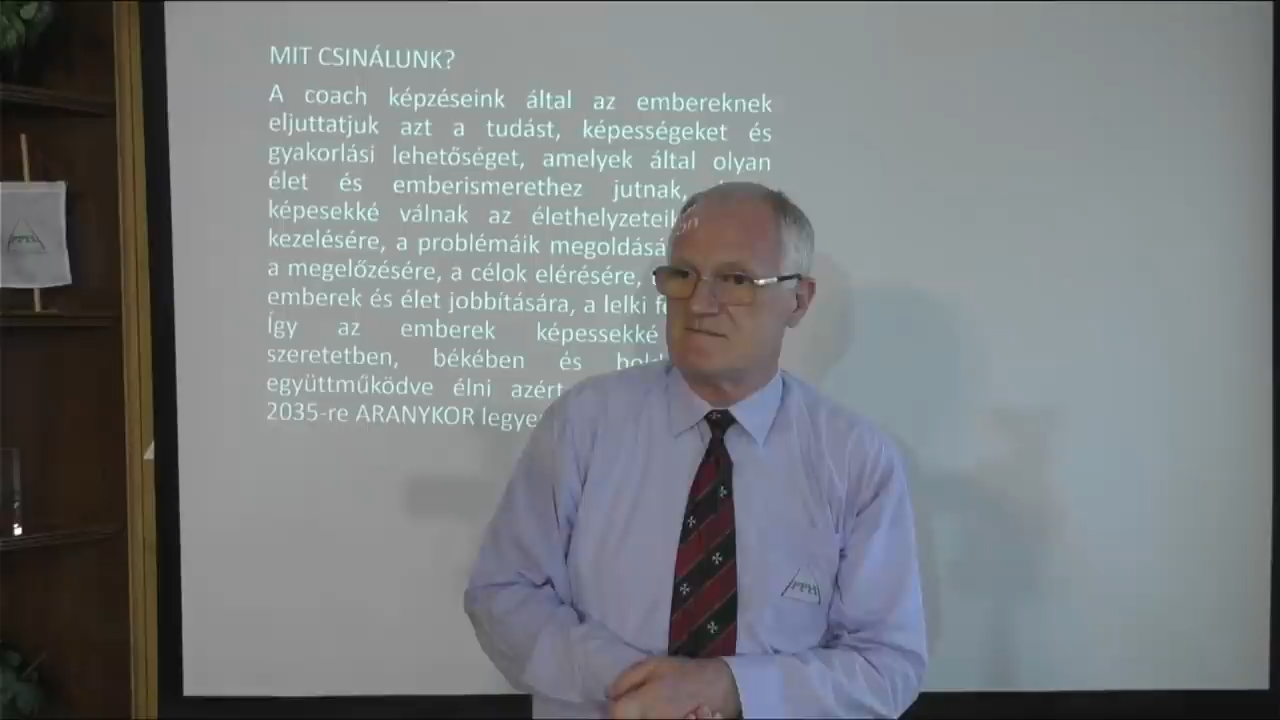 MIT CSINÁLUNK?
A coach képzéseink által az embereknek
eljuttatjuk azt a tudást, képességeket és
gyakorlási lehetőséget, amelyek által olyan
élet és emberismerethez jutnak,
képesekké válnak az élethelyzeteik
kezelésére, a problémáik megoldásá
a megelőzésére, a célok elérésére,
emberek és élet jobbítására, a lelki
Így az emberek képessekké
szeretetben, békében és
együttműködve élni azért
2035-re ARANYKOR legye